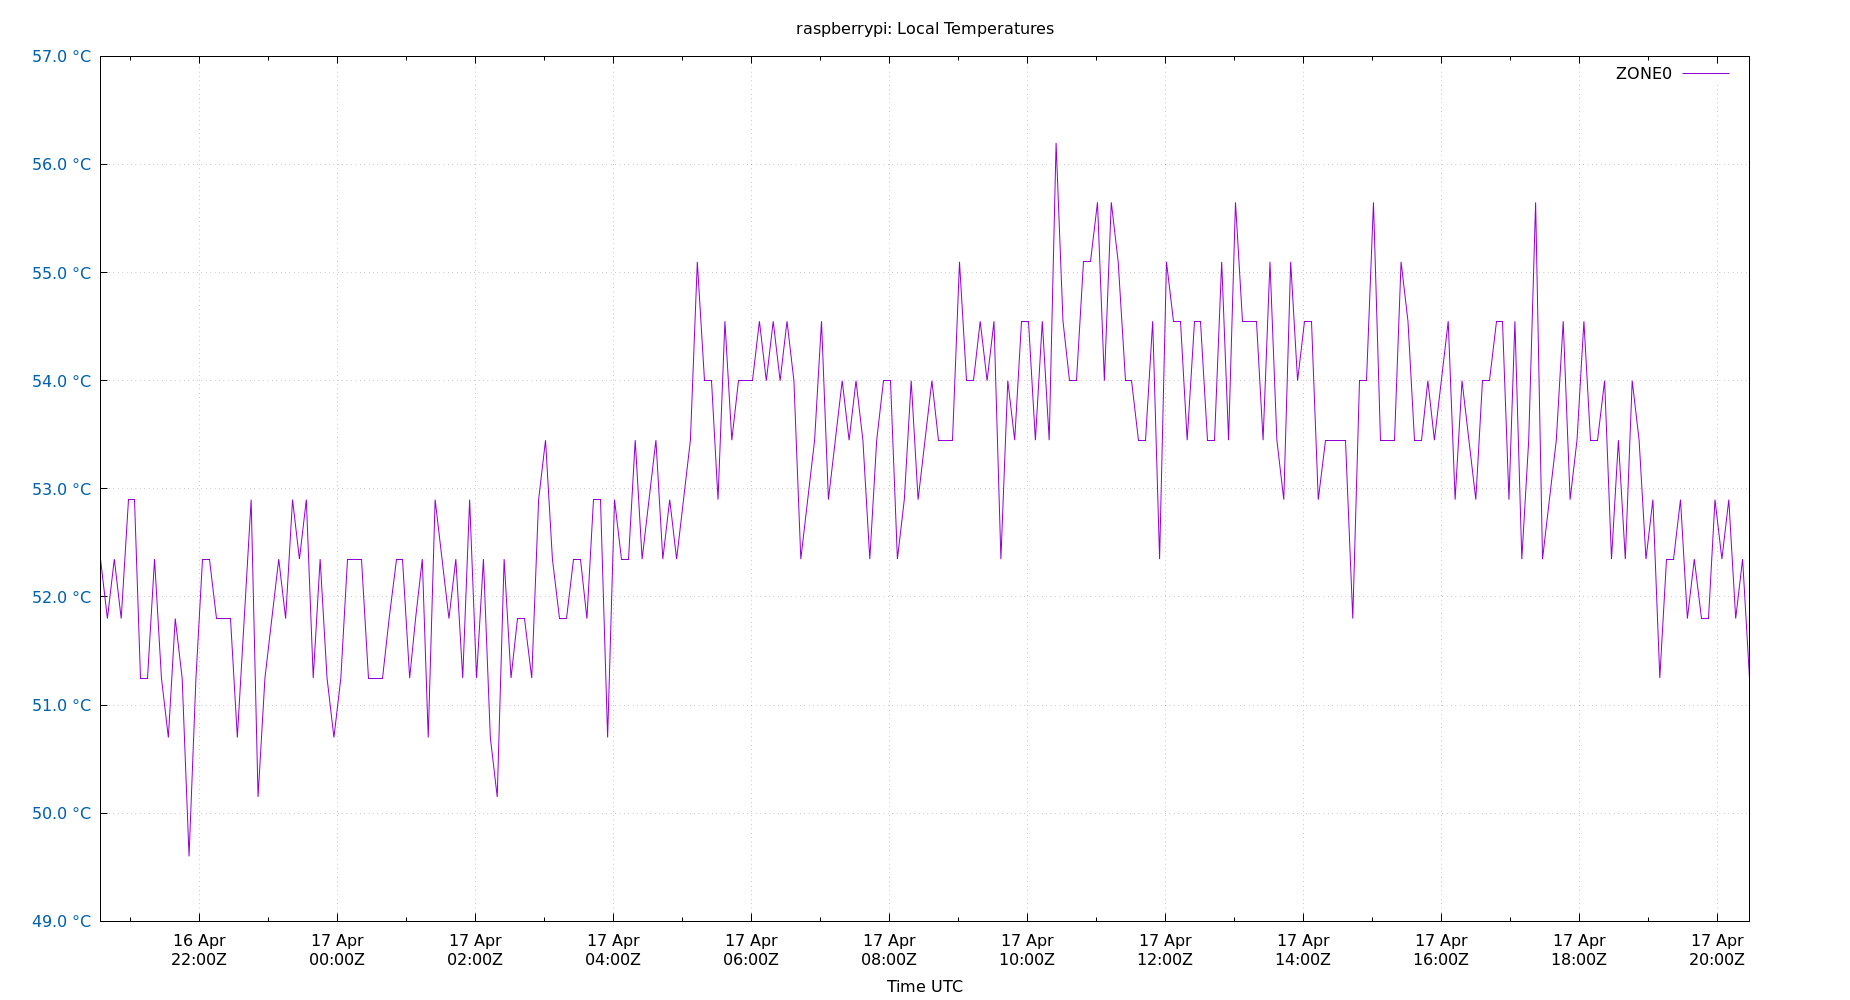 raspberrypi: Local Temperatures
57.0 °C
56.0 °C
55.0 °C
54.0 °C
53.0 °C
52.0 °C
51.0 °C
50.0 °C
49.0 °C
ZONE0
16 Apr 17 Apr 17 Apr 17 Apr 17 Apr 17 Apr 17 Apr 17 Apr 17 Apr 17 Apr 17 Apr 17 Apr
22:00Z 00:00Z 02:00Z 04:00Z 06:00Z 08:00Z 10:00Z 12:00Z 14:00Z 16:00Z 18:00Z 20:00Z
Time UTC